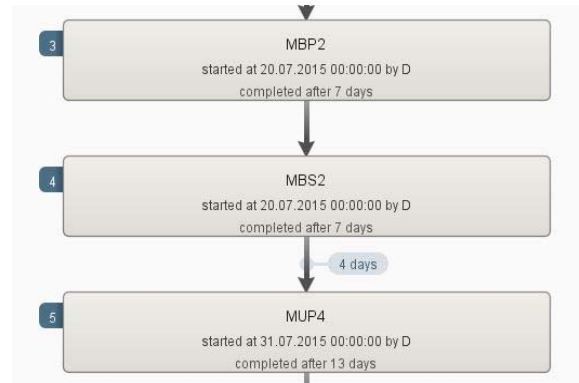 3
MBP2
started at 20.07.2015 00:00:00 by D
completed after 7 days
4
MBS2
started at 20.07.2015 00:00:00 by D
completed after 7 days
4 days
5
MUP4
started at 31.07.2015 00:00:00 by D
completed after 13 days